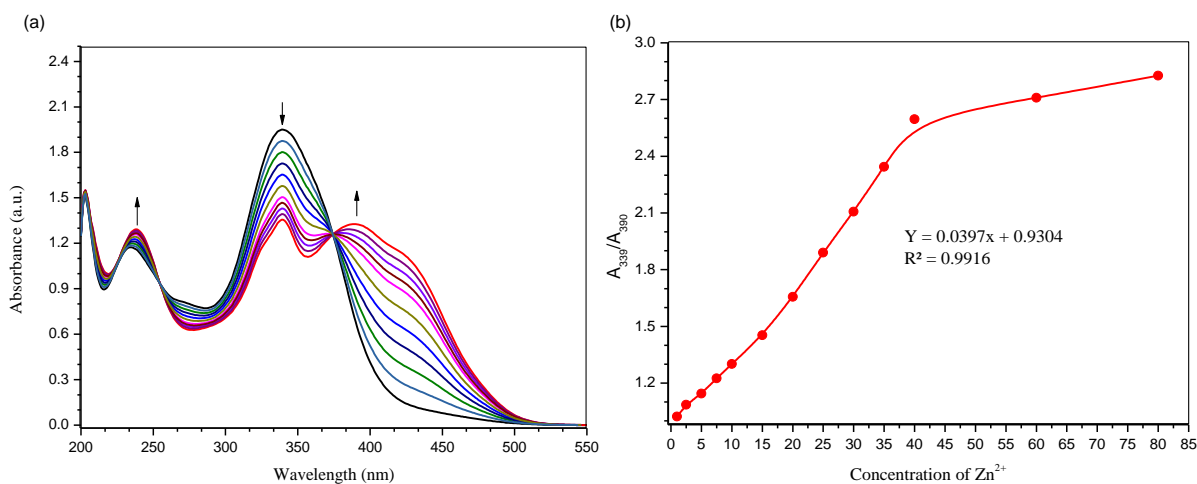 (a)
2.4
2.1
1.8
1.5
1.2
0.9
0.6
0.3
0.0
Absorbance (a.u.)
200 250 300 350 400 450 500 550
Wavelength (nm)
(b)
3.0
2.7
2.4
2.1
1.8
1.5
1.2
A₃₃₉/A₃₉₀
Y = 0.0397x + 0.9304
R² = 0.9916
0 5 10 15 20 25 30 35 40 45 50 55 60 65 70 75 80 85
Concentration of Zn²⁺